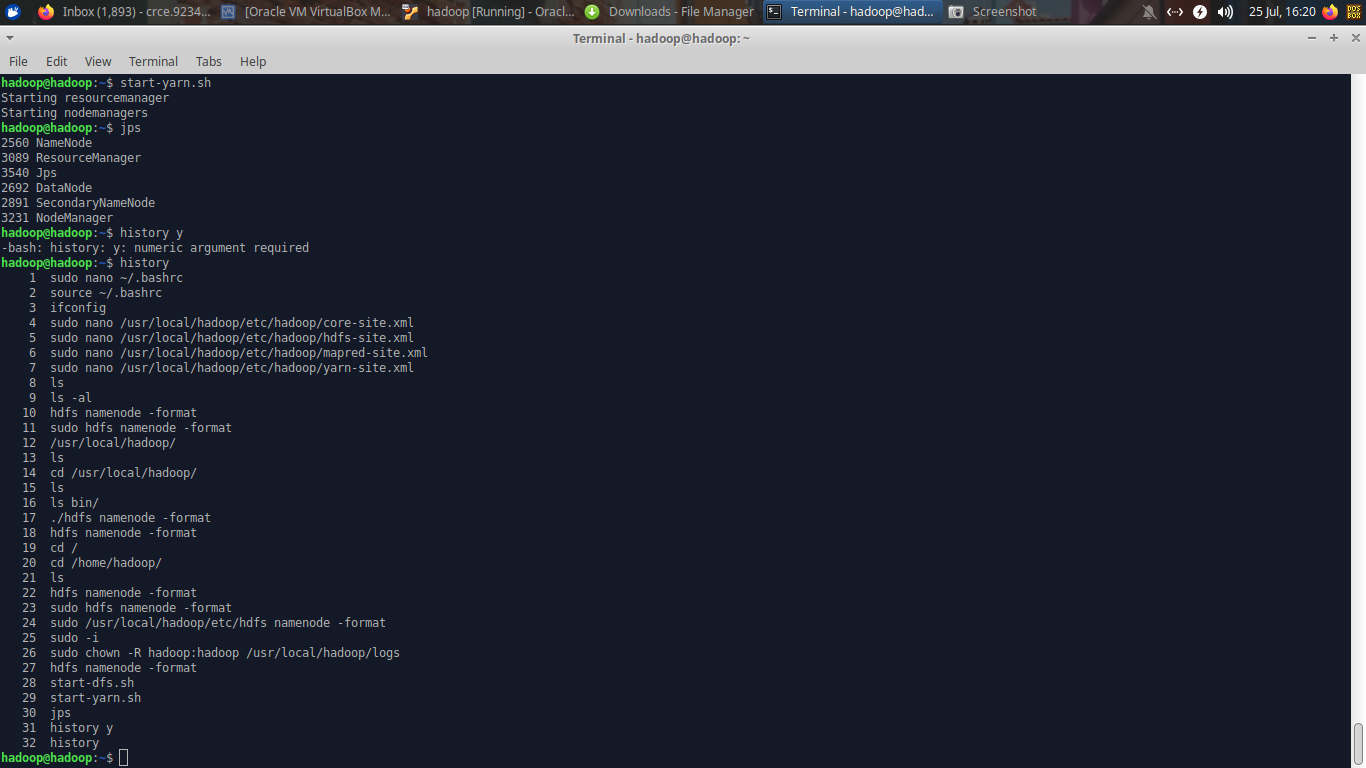 Inbox (1,893) - crce.9234...
[Oracle VM VirtualBox M...
hadoop [Running] - Oracl...
Downloads - File Manager
Terminal - hadoop@had...
Screenshot
25 Jul, 16:20
DOS BOX
Terminal - hadoop@hadoop: ~
File Edit View Terminal Tabs Help
hadoop@hadoop:~$ start-yarn.sh
Starting resourcemanager
Starting nodemanagers
hadoop@hadoop:~$ jps
2560 NameNode
3089 ResourceManager
3540 Jps
2692 DataNode
2891 SecondaryNameNode
3231 NodeManager
hadoop@hadoop:~$ history y
-bash: history: y: numeric argument required
hadoop@hadoop:~$ history
1 sudo nano ~/.bashrc
2 source ~/.bashrc
3 ifconfig
4 sudo nano /usr/local/hadoop/etc/hadoop/core-site.xml
5 sudo nano /usr/local/hadoop/etc/hadoop/hdfs-site.xml
6 sudo nano /usr/local/hadoop/etc/hadoop/mapred-site.xml
7 sudo nano /usr/local/hadoop/etc/hadoop/yarn-site.xml
8 ls
9 ls -al
10 hdfs namenode -format
11 sudo hdfs namenode -format
12 /usr/local/hadoop/
13 ls
14 cd /usr/local/hadoop/
15 ls
16 ls bin/
17 ./hdfs namenode -format
18 hdfs namenode -format
19 cd /
20 cd /home/hadoop/
21 ls
22 hdfs namenode -format
23 sudo hdfs namenode -format
24 sudo /usr/local/hadoop/etc/hdfs namenode -format
25 sudo -i
26 sudo chown -R hadoop:hadoop /usr/local/hadoop/logs
27 hdfs namenode -format
28 start-dfs.sh
29 start-yarn.sh
30 jps
31 history y
32 history
hadoop@hadoop:~$